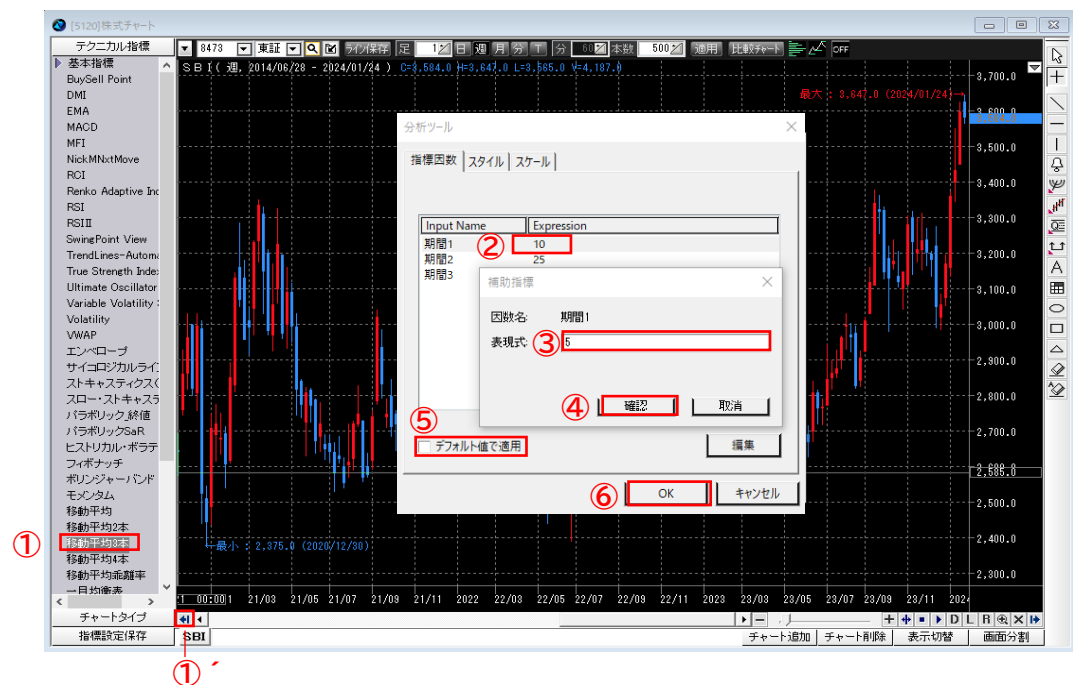 [5120]株式チャート
テクニカル指標
8473 東証 ライン保存 足 1 日 週 月 分 T 分 60 本数 500 適用 比較チャート OFF
基本指標
BuySell Point
DMI
EMA
MACD
MFI
NickMNxtMove
RCI
Renko Adaptive Inc
RSI
RSIII
SwingPoint View
TrendLines-Automa
True Strength Inde
Ultimate Oscillator
Variable Volatility
Volatility
VWAP
エンベロープ
サイコロジカルライ
ストキャスティクス(
スロー・ストキャス
パラボリック_終値
パラボリックSaR
ヒストリカル・ボラテ
フィボナッチ
ボリンジャーバンド
モメンタム
移動平均
移動平均2本
① 移動平均3本
移動平均4本
移動平均乖離率
一目均衡表
チャートタイプ
指標設定保存
SBI( 週, 2014/06/28 - 2024/01/24 ) C=3,584.0 H=3,647.0 L=3,565.0 V=4,187.0
最大 : 3,647.0 (2024/01/24)→
←最小 : 2,375.0 (2020/12/30)
3,700.0
3,500.0
3,400.0
3,300.0
3,200.0
3,100.0
3,000.0
2,900.0
2,800.0
2,700.0
2,585.0
2,500.0
2,400.0
2,300.0
分析ツール
指標因数 スタイル スケール
Input Name Expression
期間1 ② 10
期間2 25
期間3
補助指標
因数名: 期間1
表現式: ③ 5
④ 確認 取消
⑤
デフォルト値で適用 編集
⑥ OK キャンセル
00:00 21/03 21/05 21/07 21/09 21/11 2022 22/03 22/05 22/07 22/09 22/11 2023 23/03 23/05 23/07 23/09 23/11 202
D L R
SBI チャート追加 チャート削除 表示切替 画面分割
①´